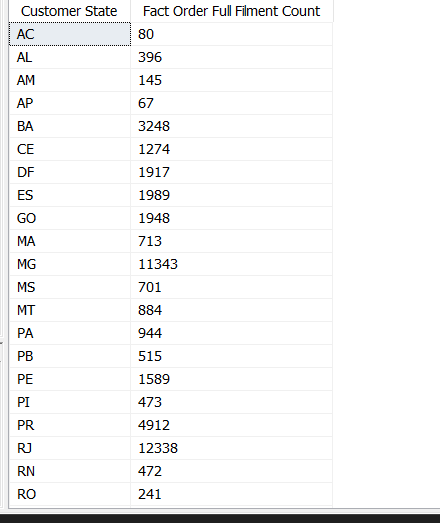 Customer State Fact Order Full Filment Count
AC 80
AL 396
AM 145
AP 67
BA 3248
CE 1274
DF 1917
ES 1989
GO 1948
MA 713
MG 11343
MS 701
MT 884
PA 944
PB 515
PE 1589
PI 473
PR 4912
RJ 12338
RN 472
RO 241